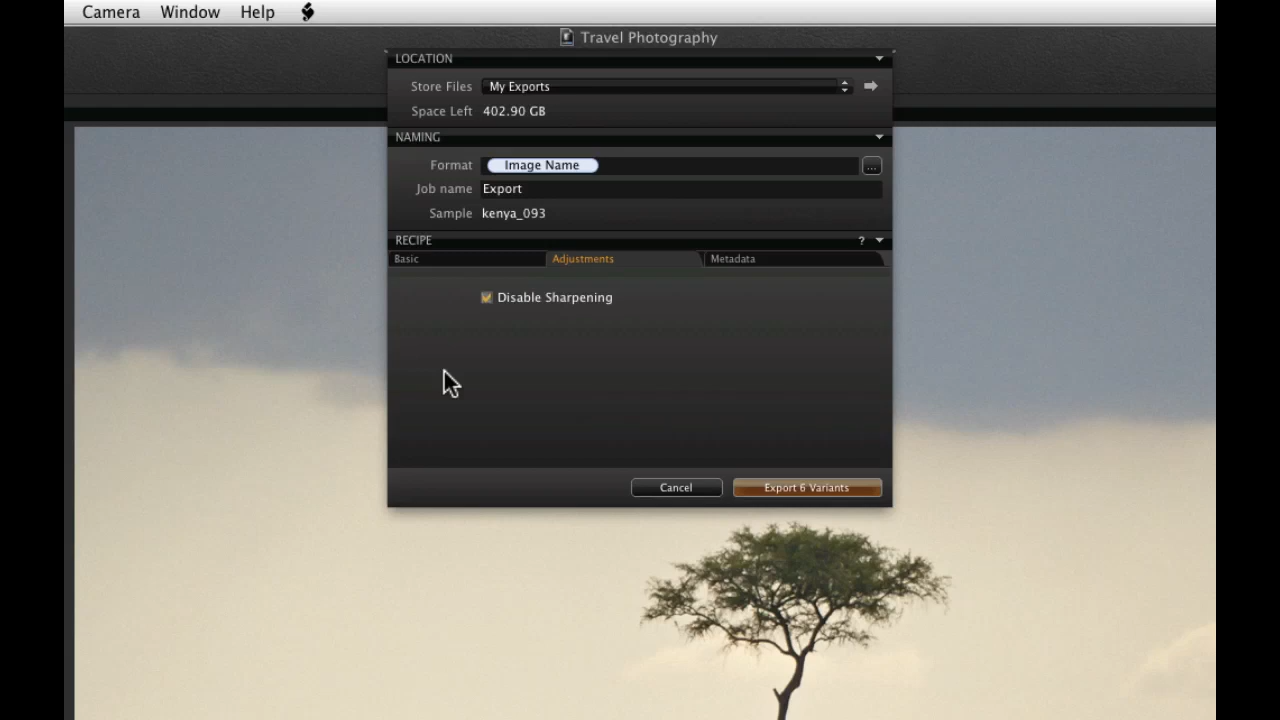 Camera Window Help
Travel Photography
LOCATION
Store Files My Exports
Space Left 402.90 GB
NAMING
Format Image Name ...
Job name Export
Sample kenya_093
RECIPE ?
Basic Adjustments Metadata
Disable Sharpening
Cancel Export 6 Variants